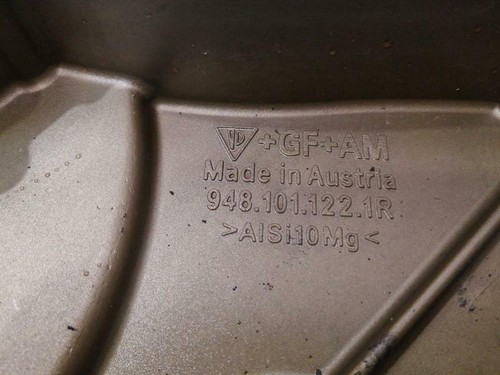 +GF+AM
Made in Austria
948.101.122.1R
>AlSi10Mg<